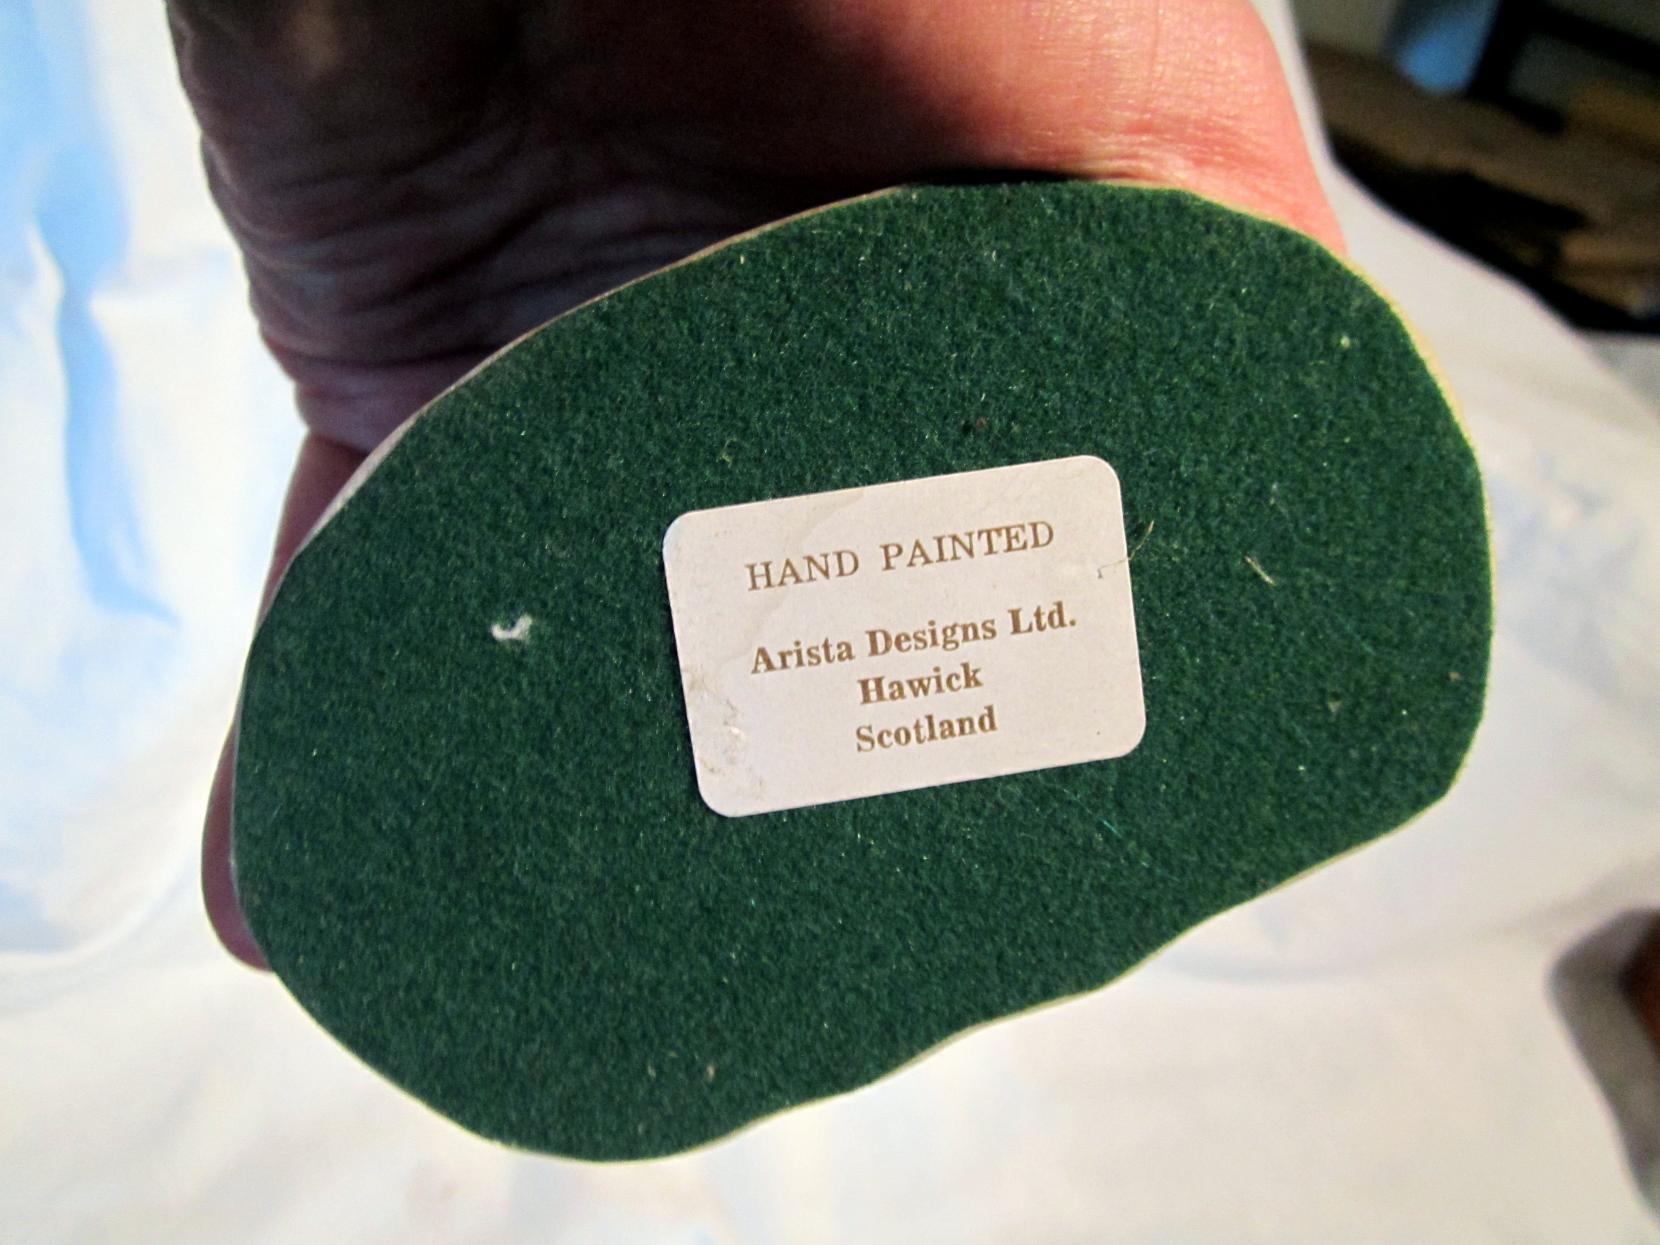 HAND PAINTED
Arista Designs Ltd.
Hawick
Scotland